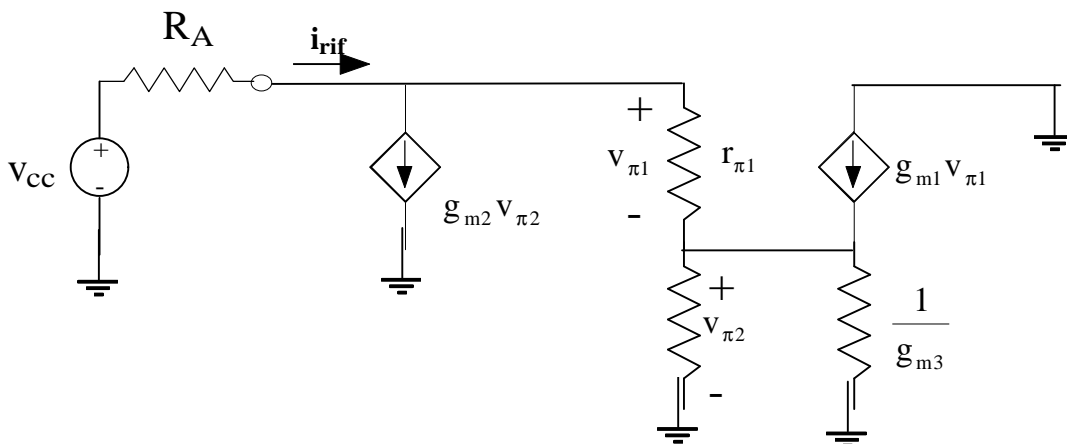 R_A
i_rif
+
-
v_cc
g_m2 v_π2
+
v_π1
-
r_π1
g_m1 v_π1
+
v_π2
-
1
g_m3